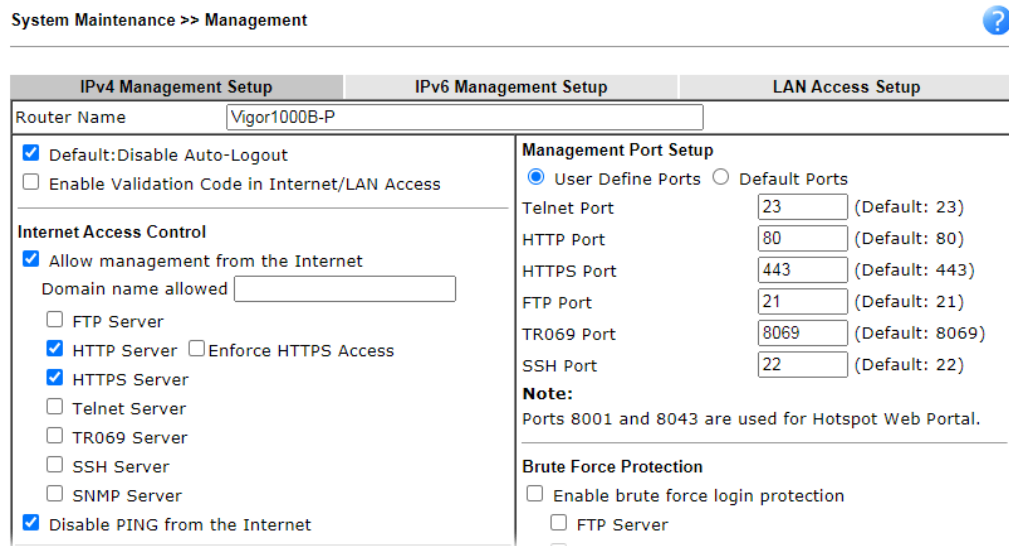 System Maintenance >> Management
?
IPv4 Management Setup IPv6 Management Setup LAN Access Setup
Router Name Vigor1000B-P
Default:Disable Auto-Logout
Enable Validation Code in Internet/LAN Access
Internet Access Control
Allow management from the Internet
Domain name allowed
FTP Server
HTTP Server Enforce HTTPS Access
HTTPS Server
Telnet Server
TR069 Server
SSH Server
SNMP Server
Disable PING from the Internet
Management Port Setup
User Define Ports Default Ports
Telnet Port 23 (Default: 23)
HTTP Port 80 (Default: 80)
HTTPS Port 443 (Default: 443)
FTP Port 21 (Default: 21)
TR069 Port 8069 (Default: 8069)
SSH Port 22 (Default: 22)
Note:
Ports 8001 and 8043 are used for Hotspot Web Portal.
Brute Force Protection
Enable brute force login protection
FTP Server